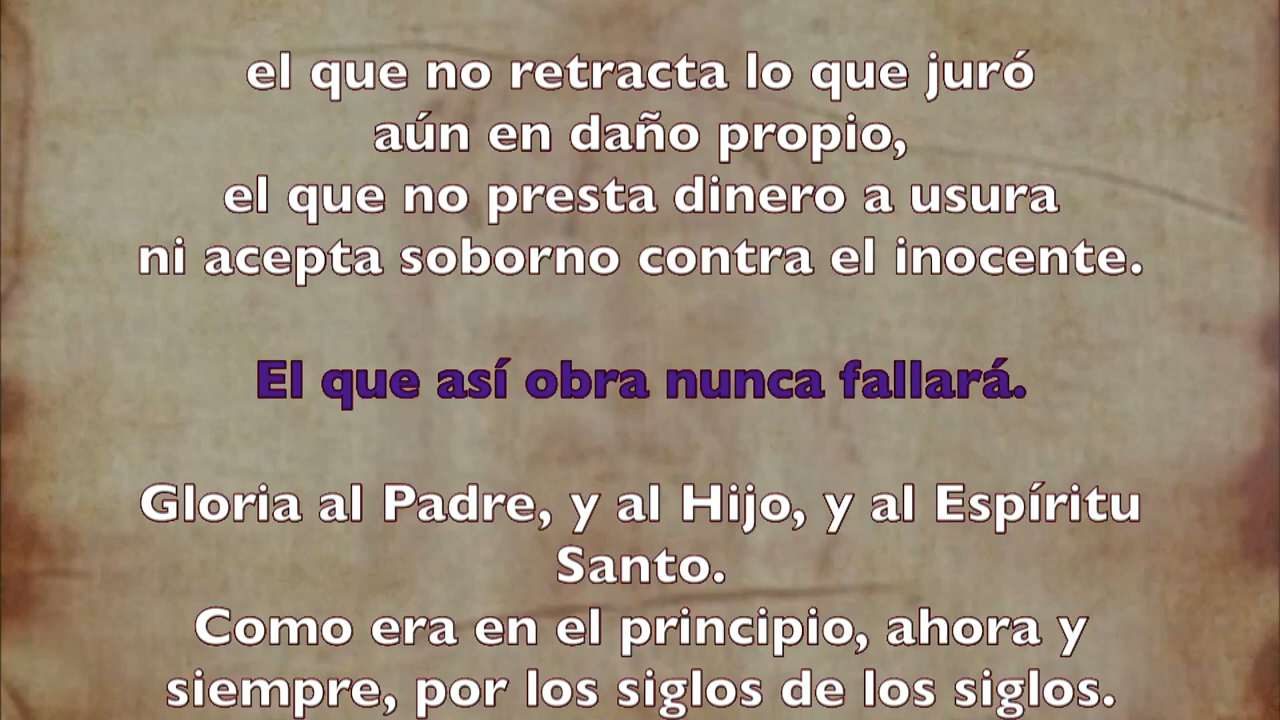 el que no retracta lo que juró
aún en daño propio,
el que no presta dinero a usura
ni acepta soborno contra el inocente.
El que así obra nunca fallará.
Gloria al Padre, y al Hijo, y al Espíritu
Santo.
Como era en el principio, ahora y
siempre, por los siglos de los siglos.